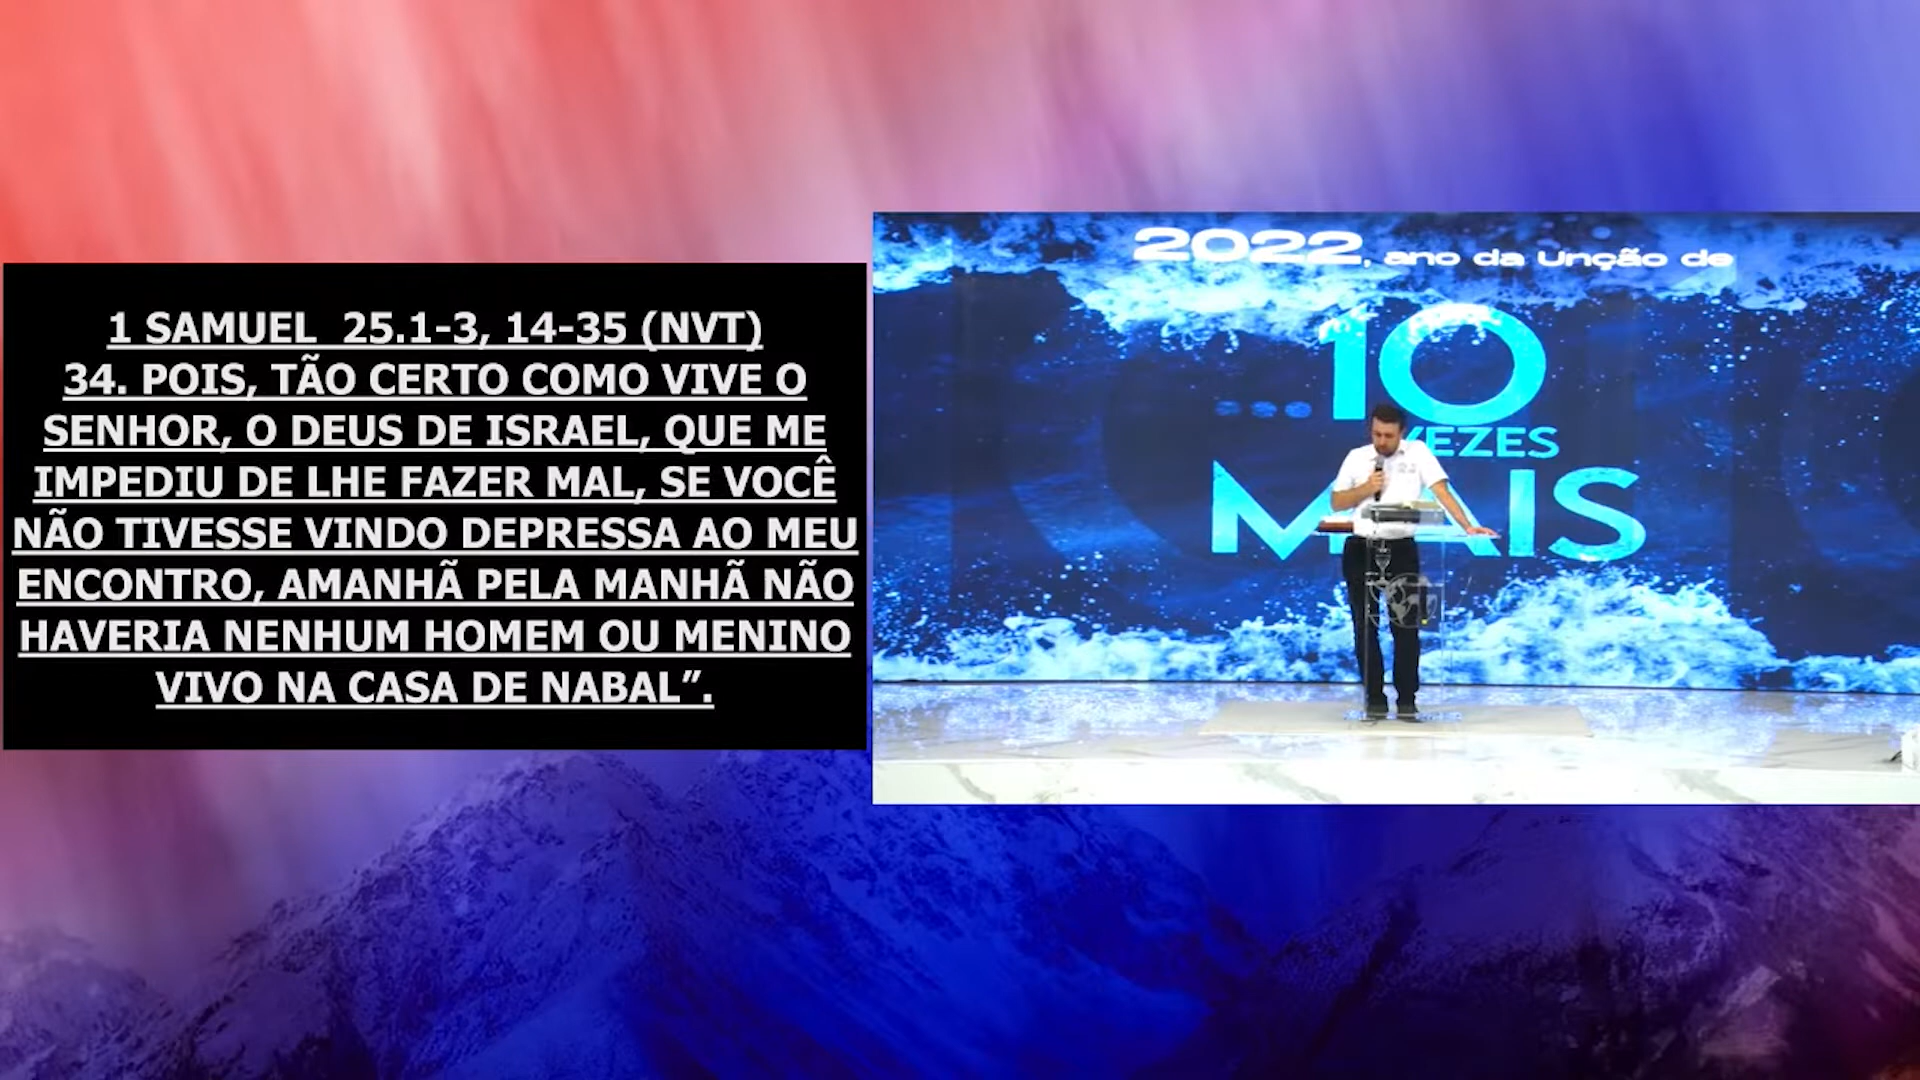 1 SAMUEL  25.1-3, 14-35 (NVT)
34. POIS, TÃO CERTO COMO VIVE O
SENHOR, O DEUS DE ISRAEL, QUE ME
IMPEDIU DE LHE FAZER MAL, SE VOCÊ
NÃO TIVESSE VINDO DEPRESSA AO MEU
ENCONTRO, AMANHÃ PELA MANHÃ NÃO
HAVERIA NENHUM HOMEM OU MENINO
VIVO NA CASA DE NABAL”.
2022, ano da Unção de
...10
VEZES
MAIS